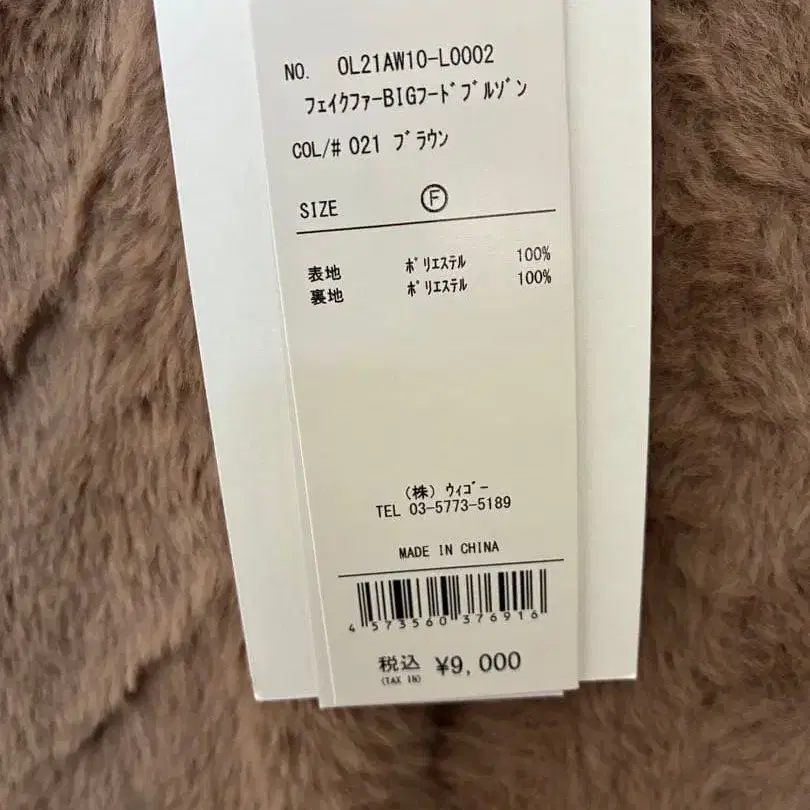 NO. OL21AW10-L0002
ﾌｪｲｸﾌｧｰBIGﾌｰﾄﾞﾌﾞﾙｿﾞﾝ
COL/# 021 ﾌﾞﾗｳﾝ
SIZE Ⓕ
表地 ﾎﾟﾘｴｽﾃﾙ 100%
裏地 ﾎﾟﾘｴｽﾃﾙ 100%
(株) ｳｨｺﾞｰ
TEL 03-5773-5189
MADE IN CHINA
4 573560 376916
税込 ¥9,000
(TAX IN)